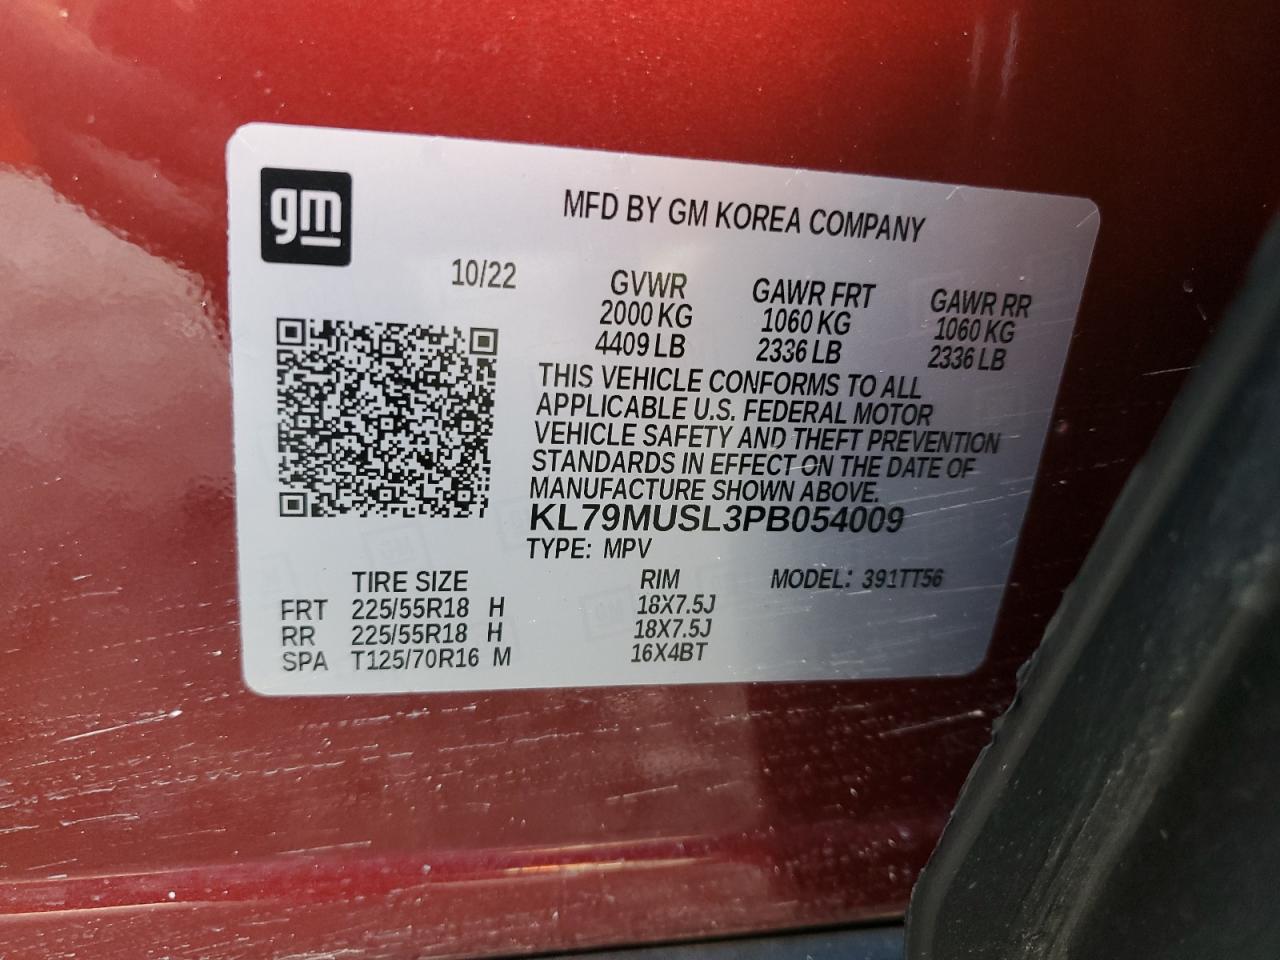 gm
MFD BY GM KOREA COMPANY
10/22
GVWR GAWR FRT GAWR RR
2000 KG 1060 KG 1060 KG
4409 LB 2336 LB 2336 LB
THIS VEHICLE CONFORMS TO ALL
APPLICABLE U.S. FEDERAL MOTOR
VEHICLE SAFETY AND THEFT PREVENTION
STANDARDS IN EFFECT ON THE DATE OF
MANUFACTURE SHOWN ABOVE.
KL79MUSL3PB054009
TYPE: MPV
TIRE SIZE RIM MODEL: 391TT56
FRT 225/55R18 H 18X7.5J
RR 225/55R18 H 18X7.5J
SPA T125/70R16 M 16X4BT